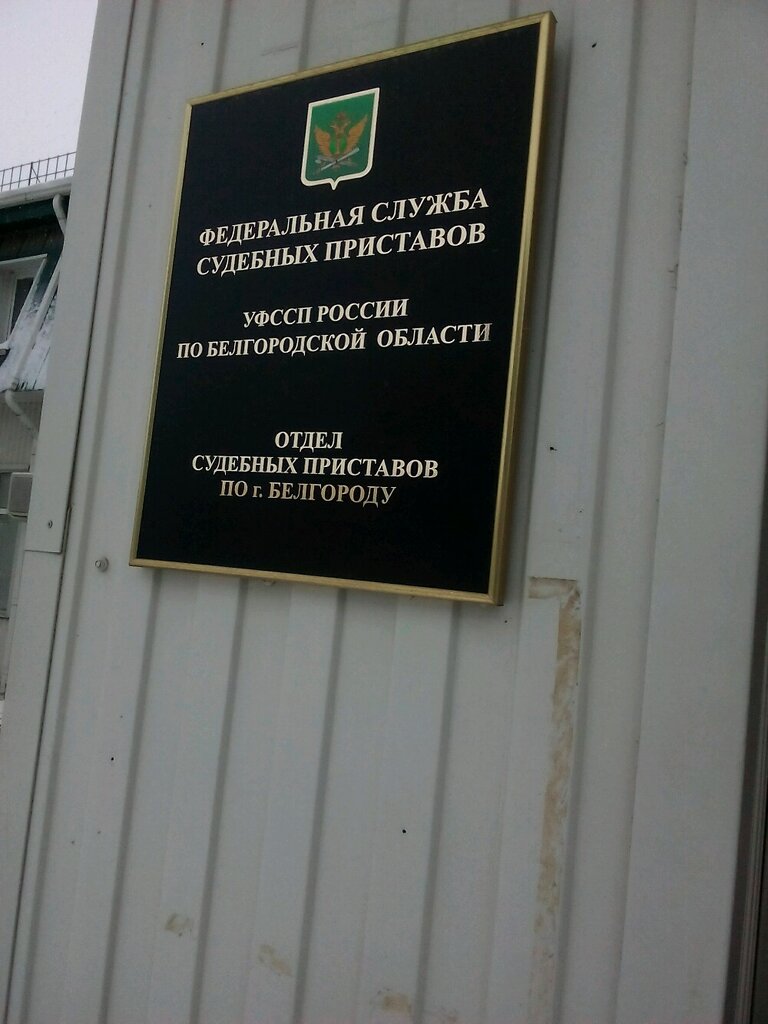 ФЕДЕРАЛЬНАЯ СЛУЖБА
СУДЕБНЫХ ПРИСТАВОВ
УФССП РОССИИ
ПО БЕЛГОРОДСКОЙ ОБЛАСТИ
ОТДЕЛ
СУДЕБНЫХ ПРИСТАВОВ
ПО г. БЕЛГОРОДУ